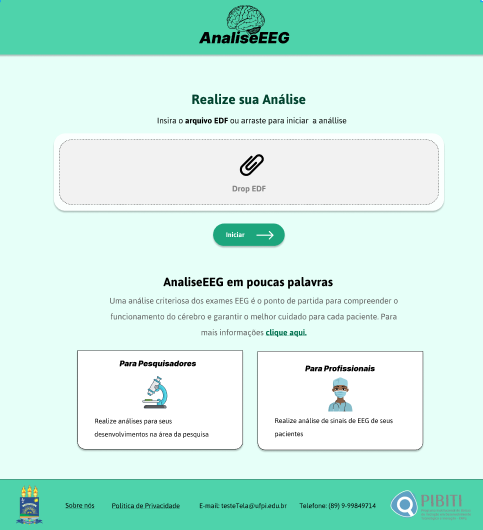 AnaliseEEG
Realize sua Análise
Insira o arquivo EDF ou arraste para iniciar a anállise
Drop EDF
Iniciar
AnaliseEEG em poucas palavras
Uma análise criteriosa dos exames EEG é o ponto de partida para compreender o
funcionamento do cérebro e garantir o melhor cuidado para cada paciente. Para
mais informações clique aqui.
Para Pesquisadores
Realize análises para seus
desenvolvimentos na área da pesquisa
Para Profissionais
Realize análise de sinais de EEG de seus
pacientes
Sobre nós
Política de Privacidade
E-mail: testeTela@ufpi.edu.br
Telefone: (89) 9-99849714
PIBITI